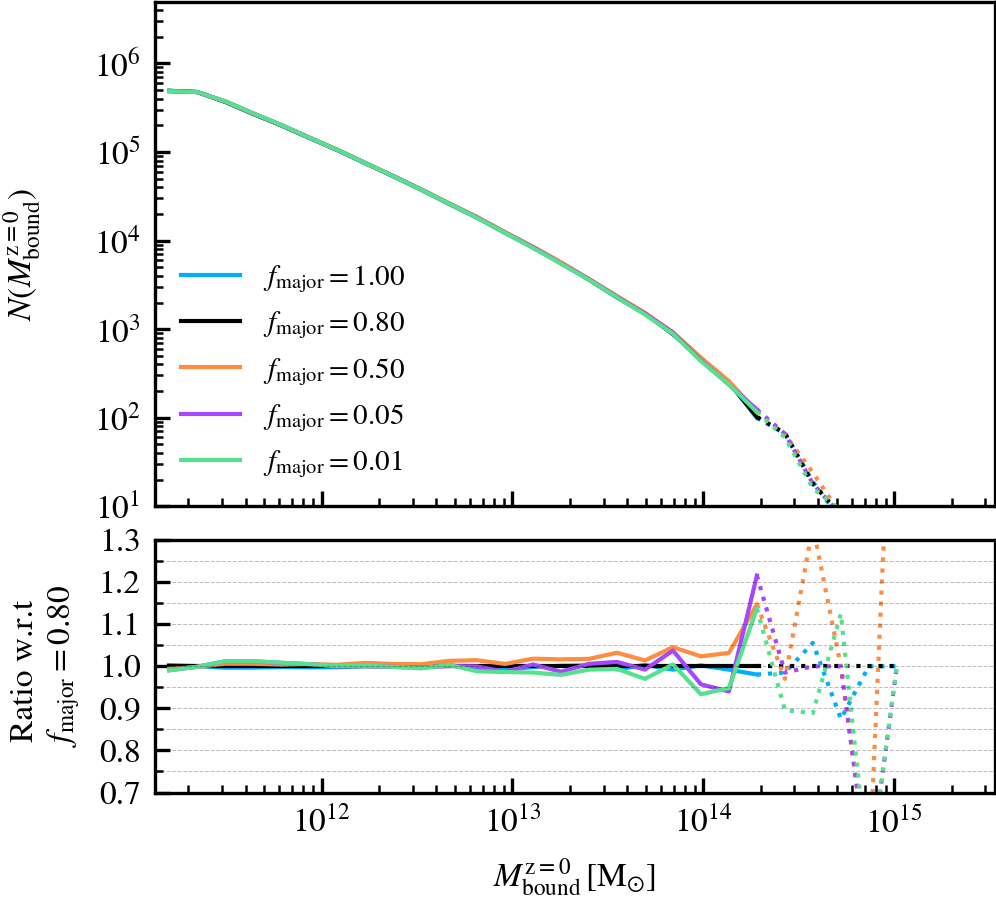 10^6
10^5
10^4
10^3
10^2
10^1
N(M_bound^{z=0})
f_major = 1.00
f_major = 0.80
f_major = 0.50
f_major = 0.05
f_major = 0.01
1.3
1.2
1.1
1.0
0.9
0.8
0.7
Ratio w.r.t
f_major = 0.80
10^12 10^13 10^14 10^15
M_bound^{z=0} [M_⊙]